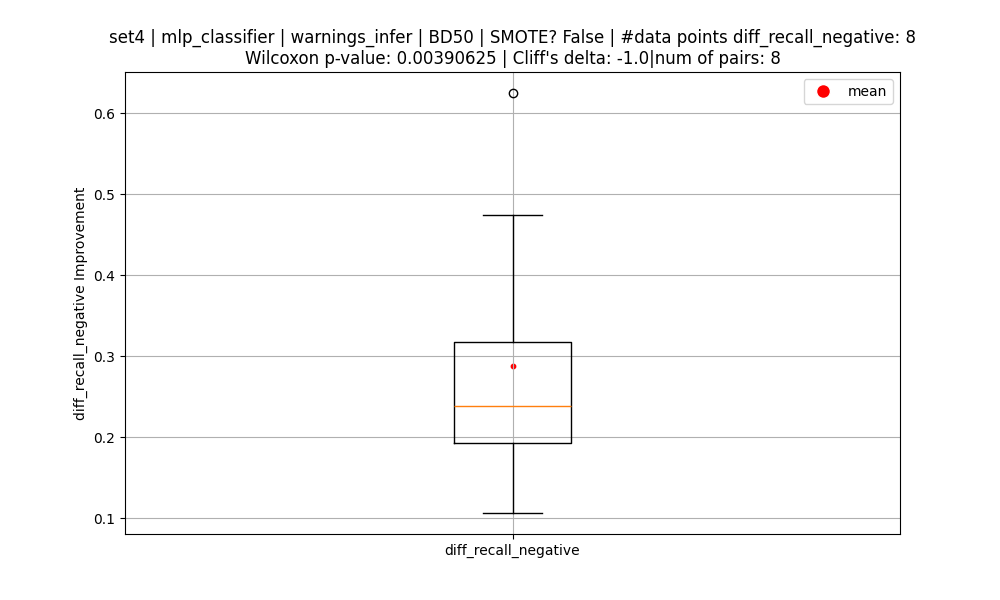 set4 | mlp_classifier | warnings_infer | BD50 | SMOTE? False | #data points diff_recall_negative: 8
Wilcoxon p-value: 0.00390625 | Cliff's delta: -1.0|num of pairs: 8
mean
0.6
0.5
0.4
0.3
0.2
0.1
diff_recall_negative Improvement
diff_recall_negative